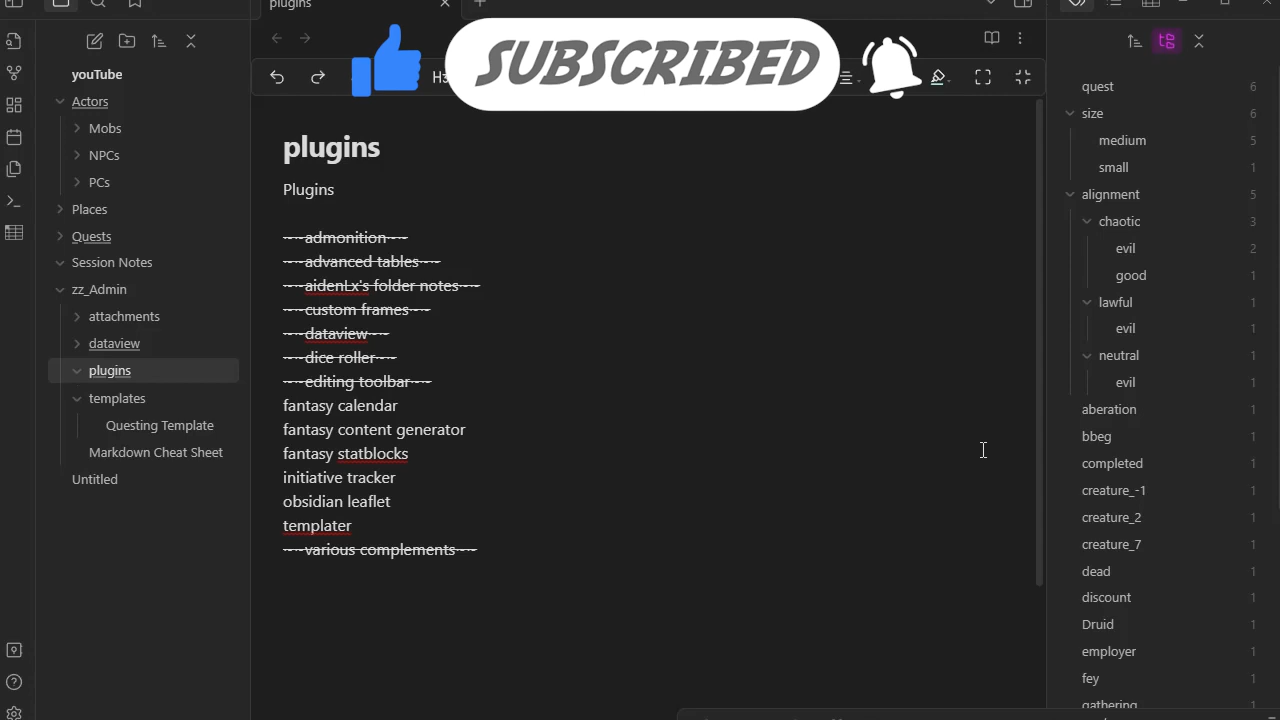 plugins
H3
SUBSCRIBED
youTube
Actors
Mobs
NPCs
PCs
Places
Quests
Session Notes
zz_Admin
attachments
dataview
plugins
templates
Questing Template
Markdown Cheat Sheet
Untitled
plugins
Plugins
~~admonition~~
~~advanced tables~~
~~aidenLx's folder notes~~
~~custom frames~~
~~dataview~~
~~dice roller~~
~~editing toolbar~~
fantasy calendar
fantasy content generator
fantasy statblocks
initiative tracker
obsidian leaflet
templater
~~various complements~~
quest 6
size 6
medium 5
small 1
alignment 5
chaotic 3
evil 2
good 1
lawful 1
evil 1
neutral 1
evil 1
aberation 1
bbeg 1
completed 1
creature_-1 1
creature_2 1
creature_7 1
dead 1
discount 1
Druid 1
employer 1
fey 1
gathering 1